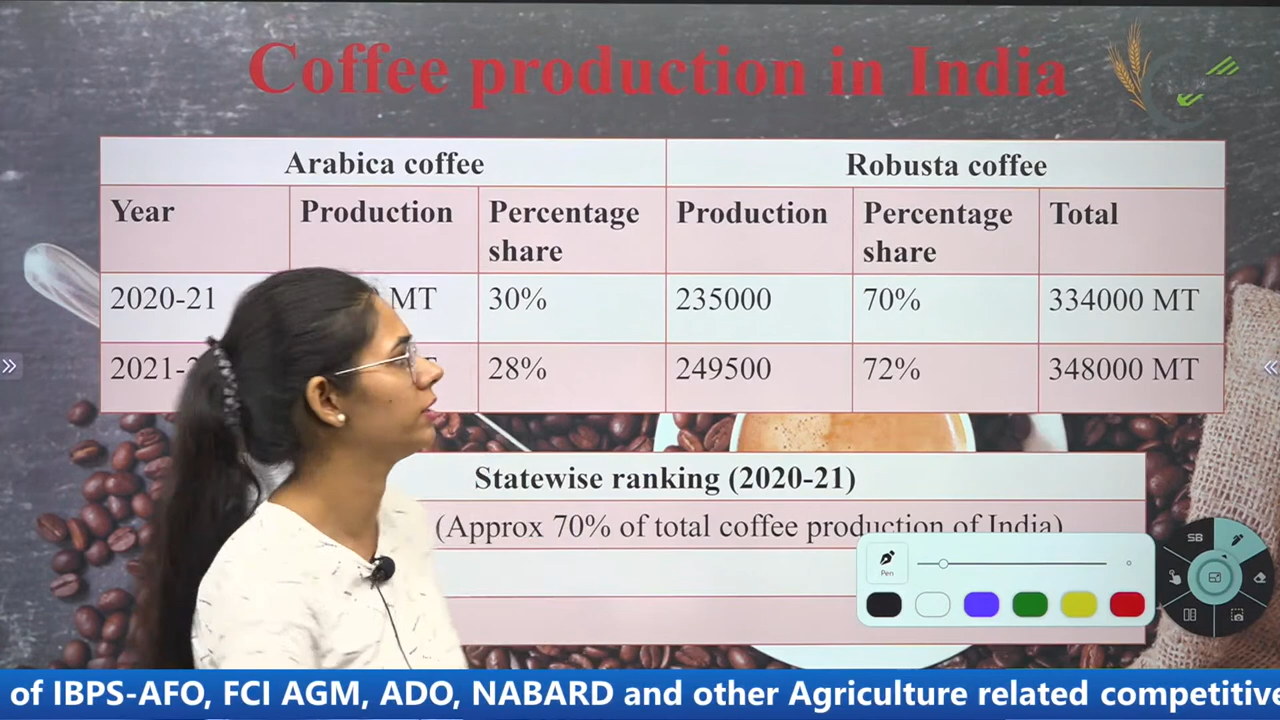 Coffee production in India
Arabica coffee Robusta coffee
Year Production Percentage share Production Percentage share Total
2020-21 MT 30% 235000 70% 334000 MT
28% 249500 72% 348000 MT
Statewise ranking (2020-21)
(Approx 70% of total coffee production of India)
SB
Pen
of IBPS-AFO, FCI AGM, ADO, NABARD and other Agriculture related competitive